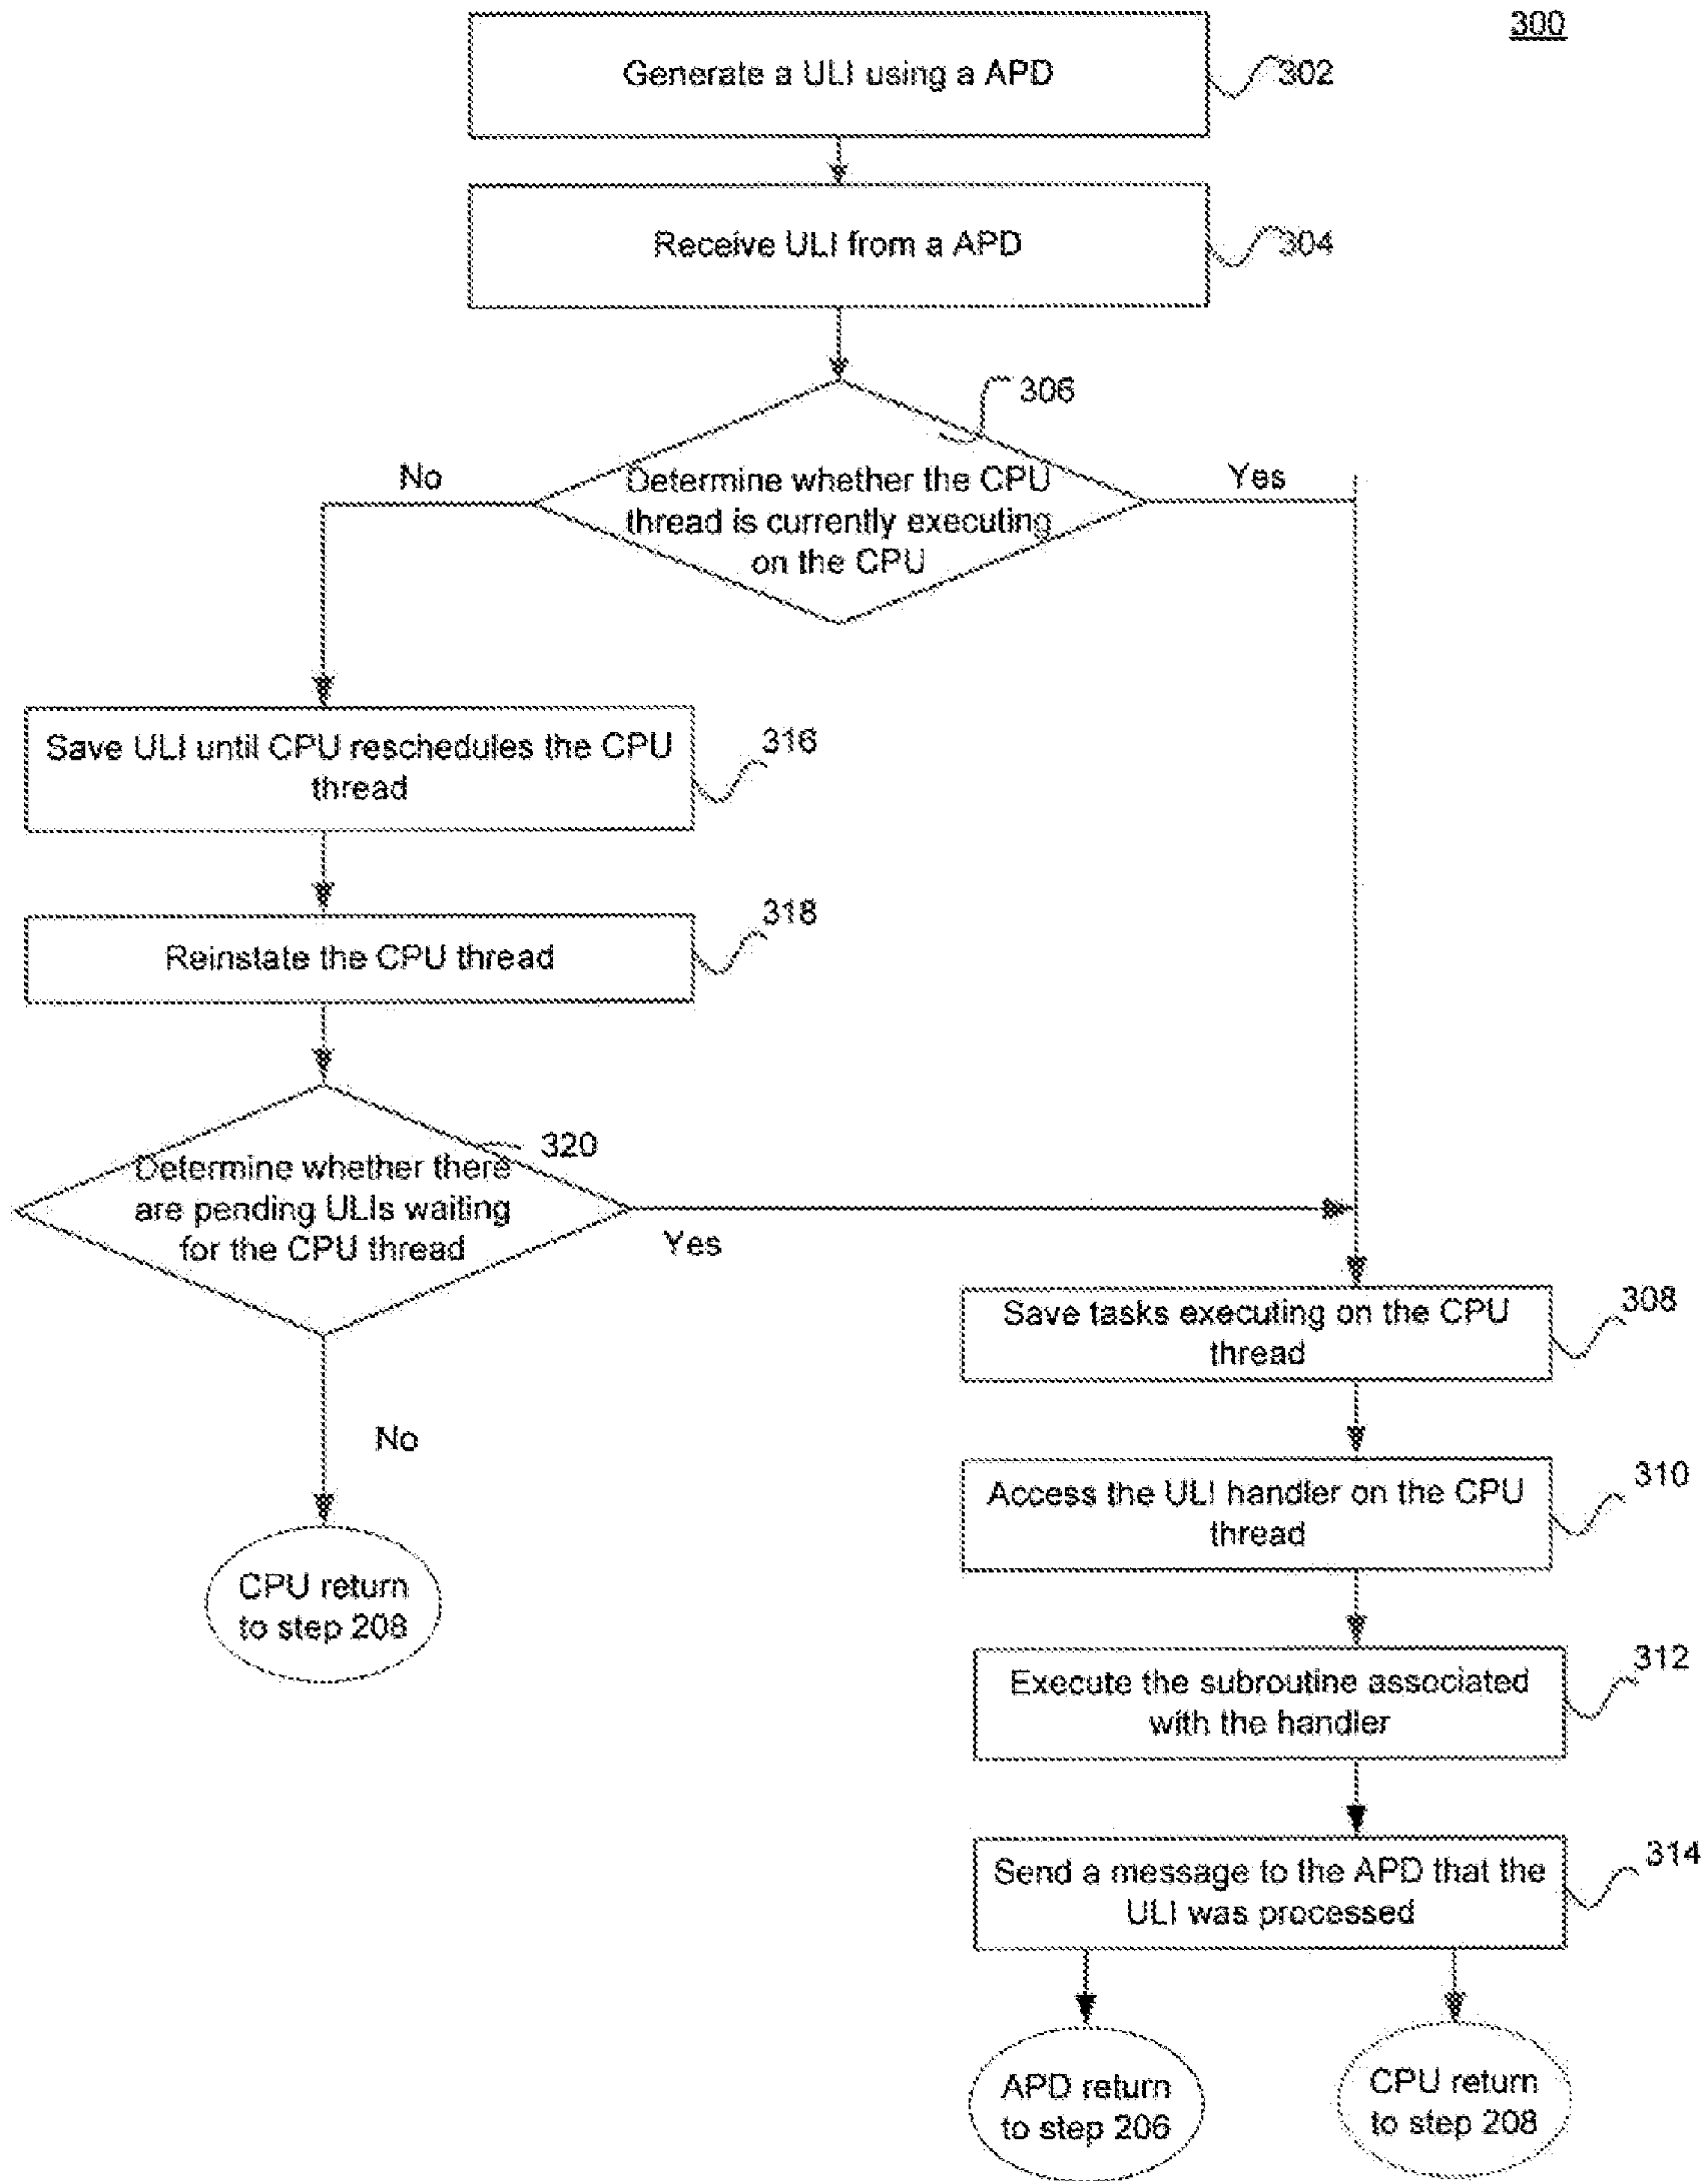 300
Generate a ULI using a APD
302
Receive ULI from a APD
304
306
No
Determine whether the CPU
thread is currently executing
on the CPU
Yes
Save ULI until CPU reschedules the CPU
thread
316
Reinstate the CPU thread
318
320
Determine whether there
are pending ULIs waiting
for the CPU thread
Yes
No
CPU return
to step 208
Save tasks executing on the CPU
thread
308
Access the ULI handler on the CPU
thread
310
Execute the subroutine associated
with the handler
312
Send a message to the APD that the
ULI was processed
314
APD return
to step 206
CPU return
to step 208